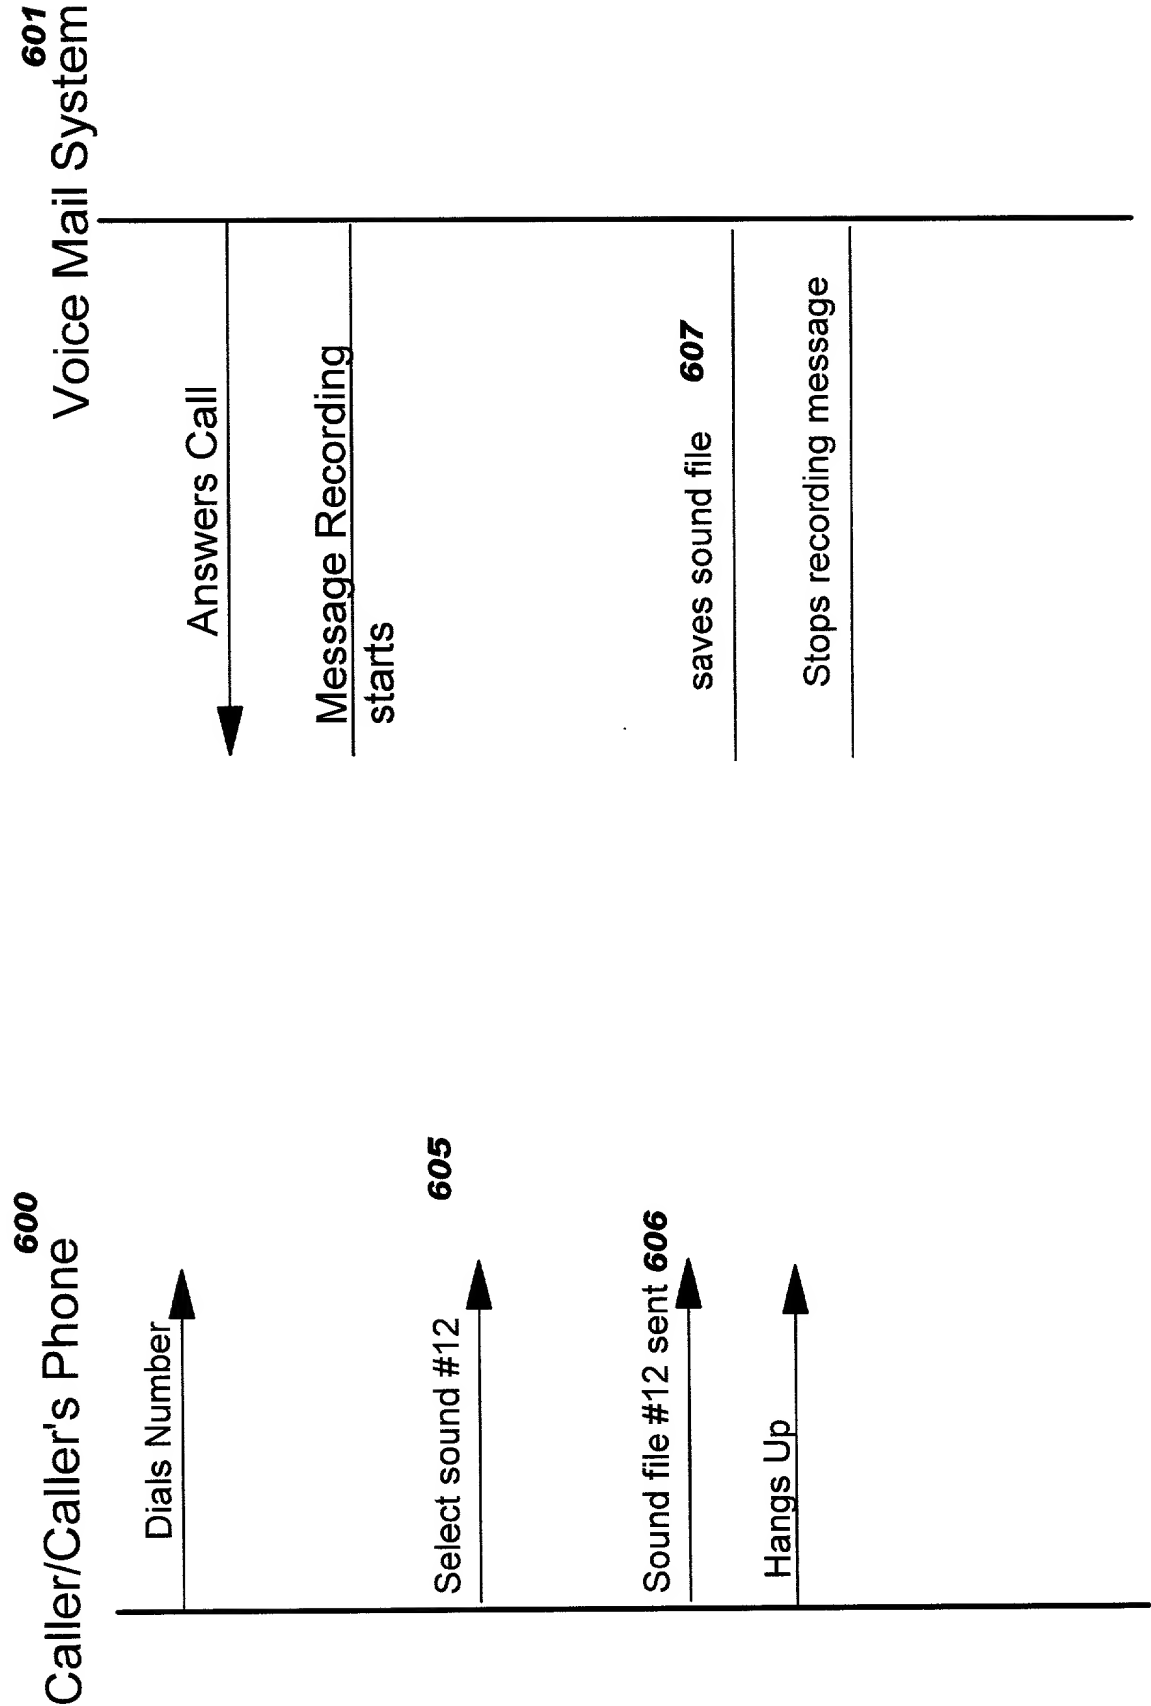 600
Caller/Caller's Phone
601
Voice Mail System
Dials Number
Answers Call
Message Recording
starts
Select sound #12
605
Sound file #12 sent 606
saves sound file 607
Hangs Up
Stops recording message